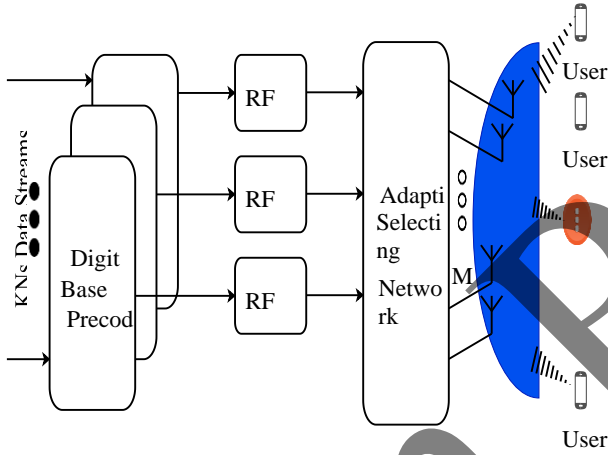 KNs Data Streams
Digit
Base
Precod
RF
RF
RF
Adapti
Selecti
ng
Netwo
rk
M
User
User
User